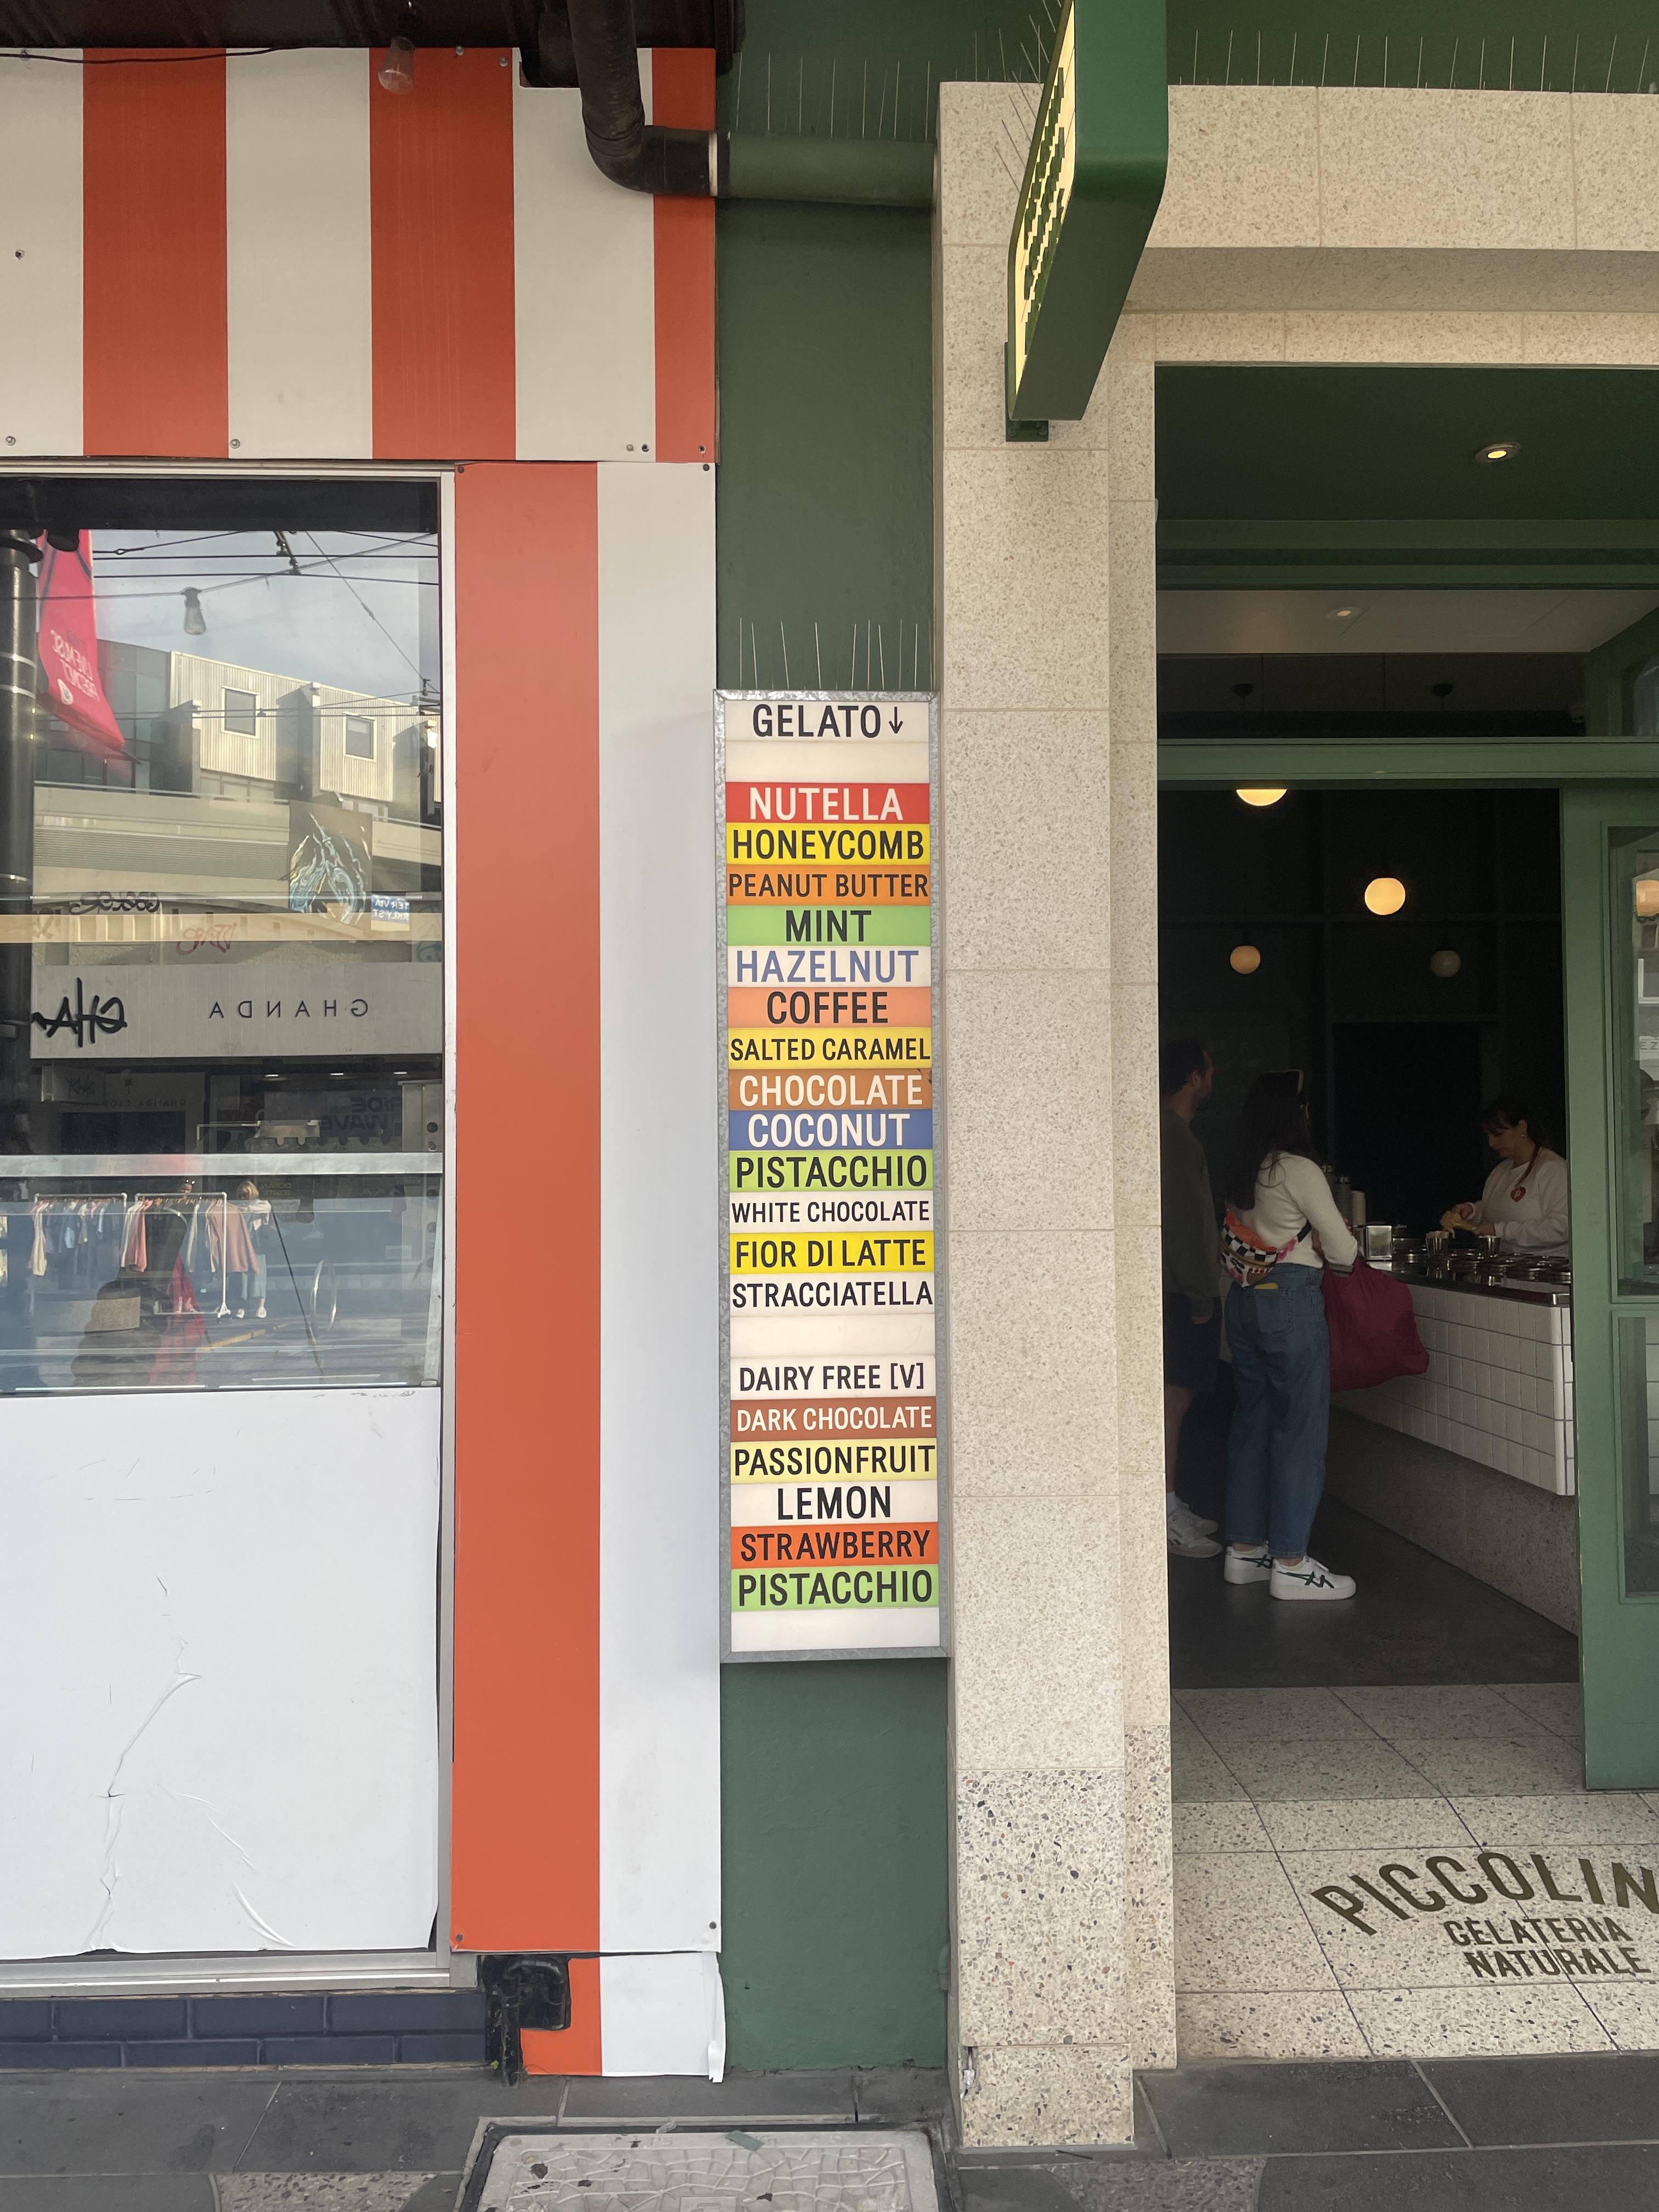 GELATO↓
NUTELLA
HONEYCOMB
PEANUT BUTTER
MINT
HAZELNUT
COFFEE
SALTED CARAMEL
CHOCOLATE
COCONUT
PISTACCHIO
WHITE CHOCOLATE
FIOR DI LATTE
STRACCIATELLA
DAIRY FREE [V]
DARK CHOCOLATE
PASSIONFRUIT
LEMON
STRAWBERRY
PISTACCHIO
GHANDA
PICCOLIN
GELATERIA
NATURALE